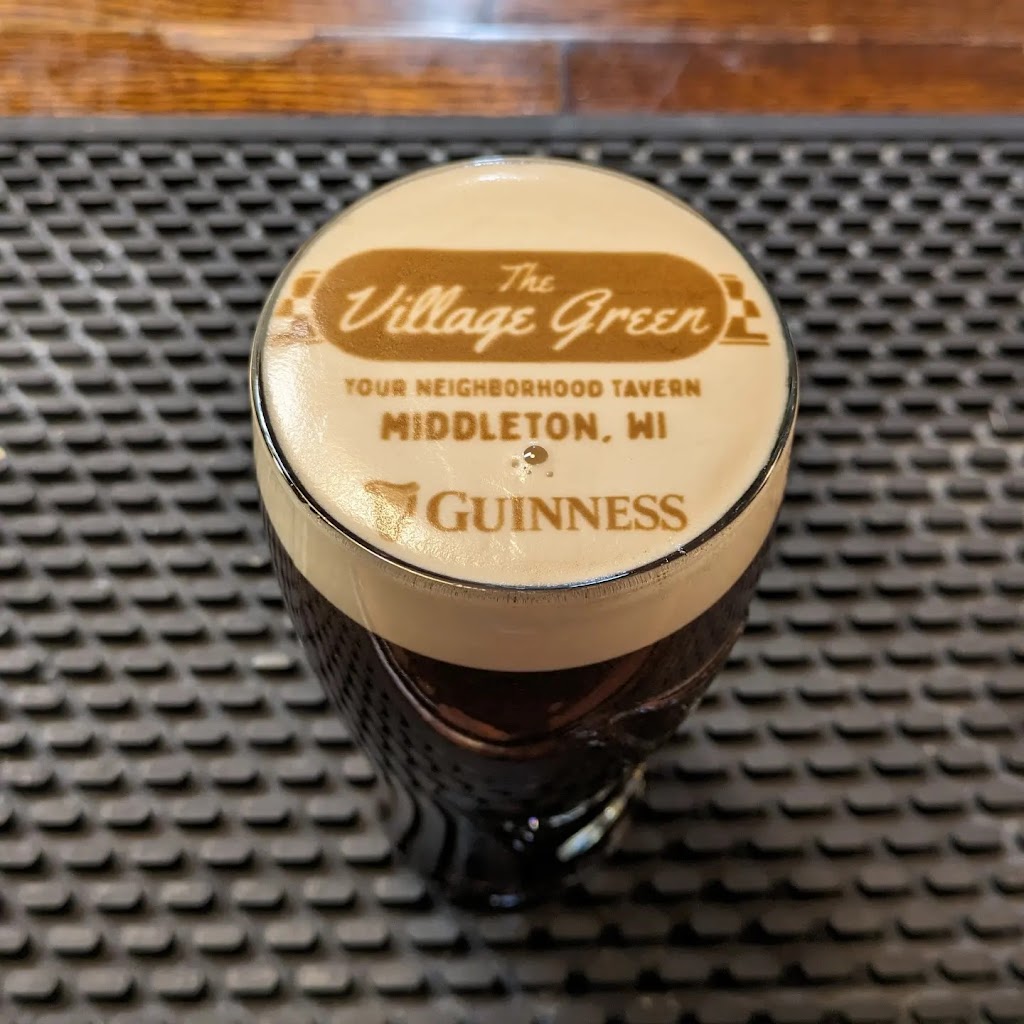 The
Village Green
YOUR NEIGHBORHOOD TAVERN
MIDDLETON, WI
GUINNESS